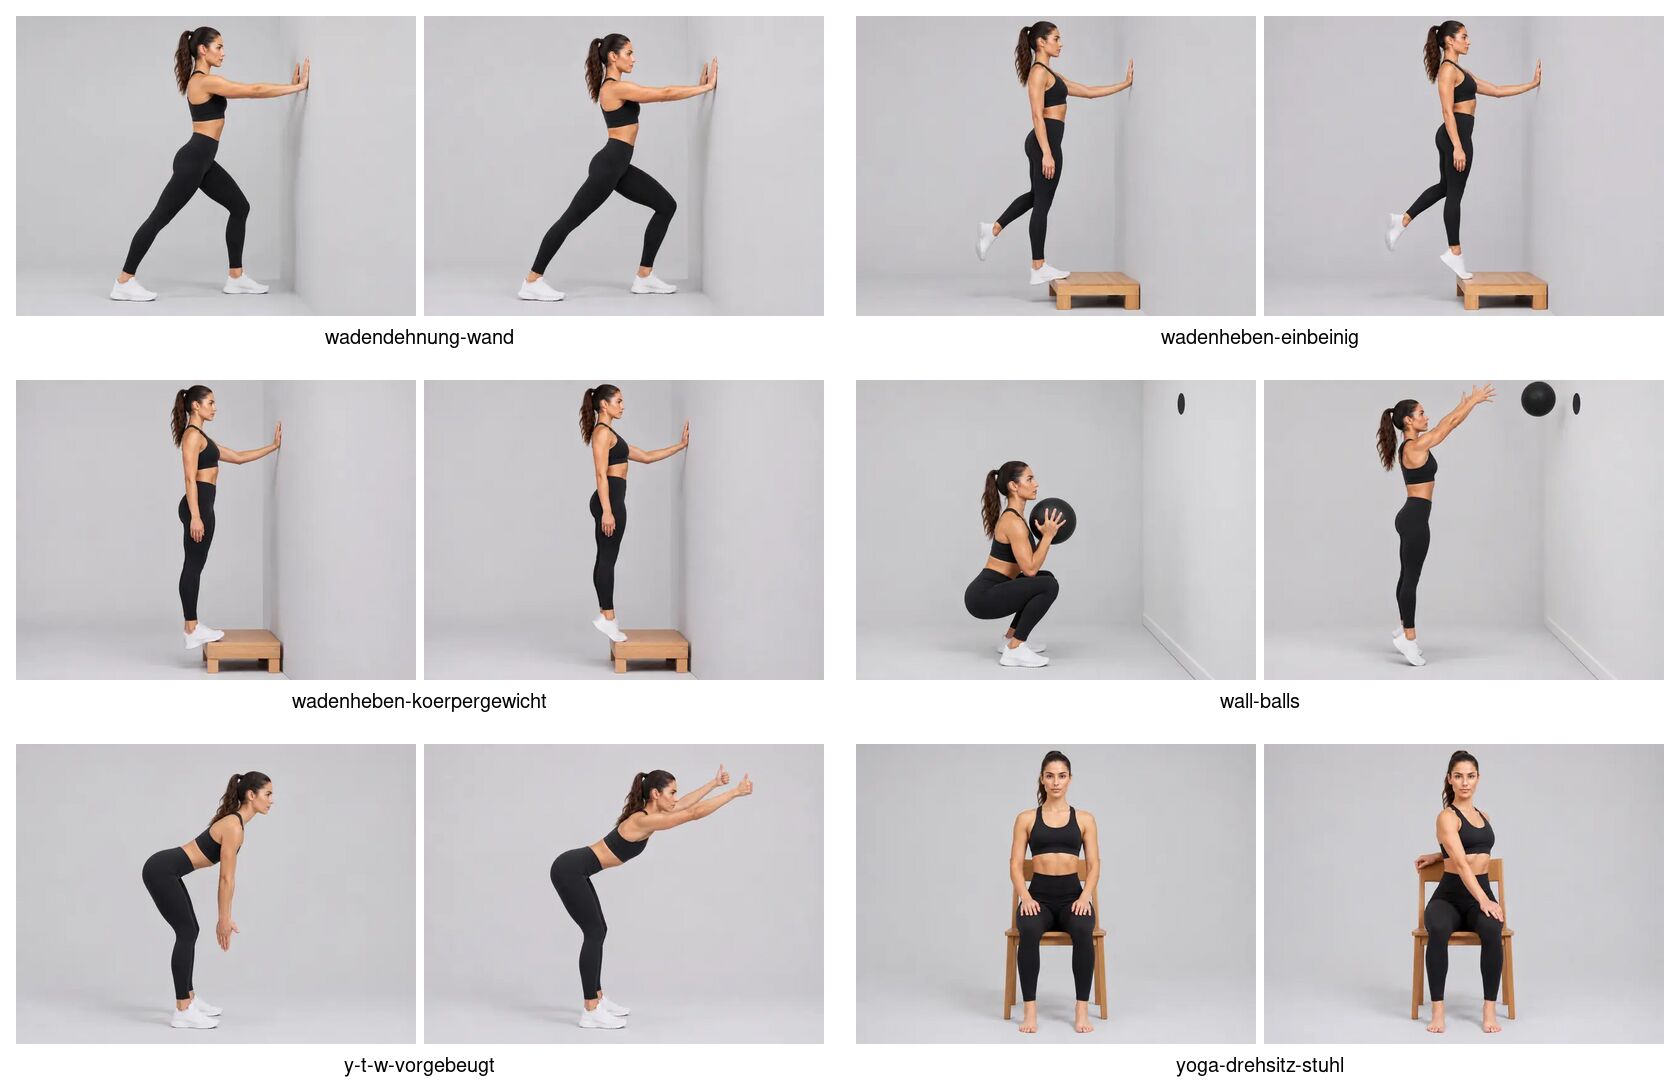 wadendehnung-wand
wadenheben-einbeinig
wadenheben-koerpergewicht
wall-balls
y-t-w-vorgebeugt
yoga-drehsitz-stuhl